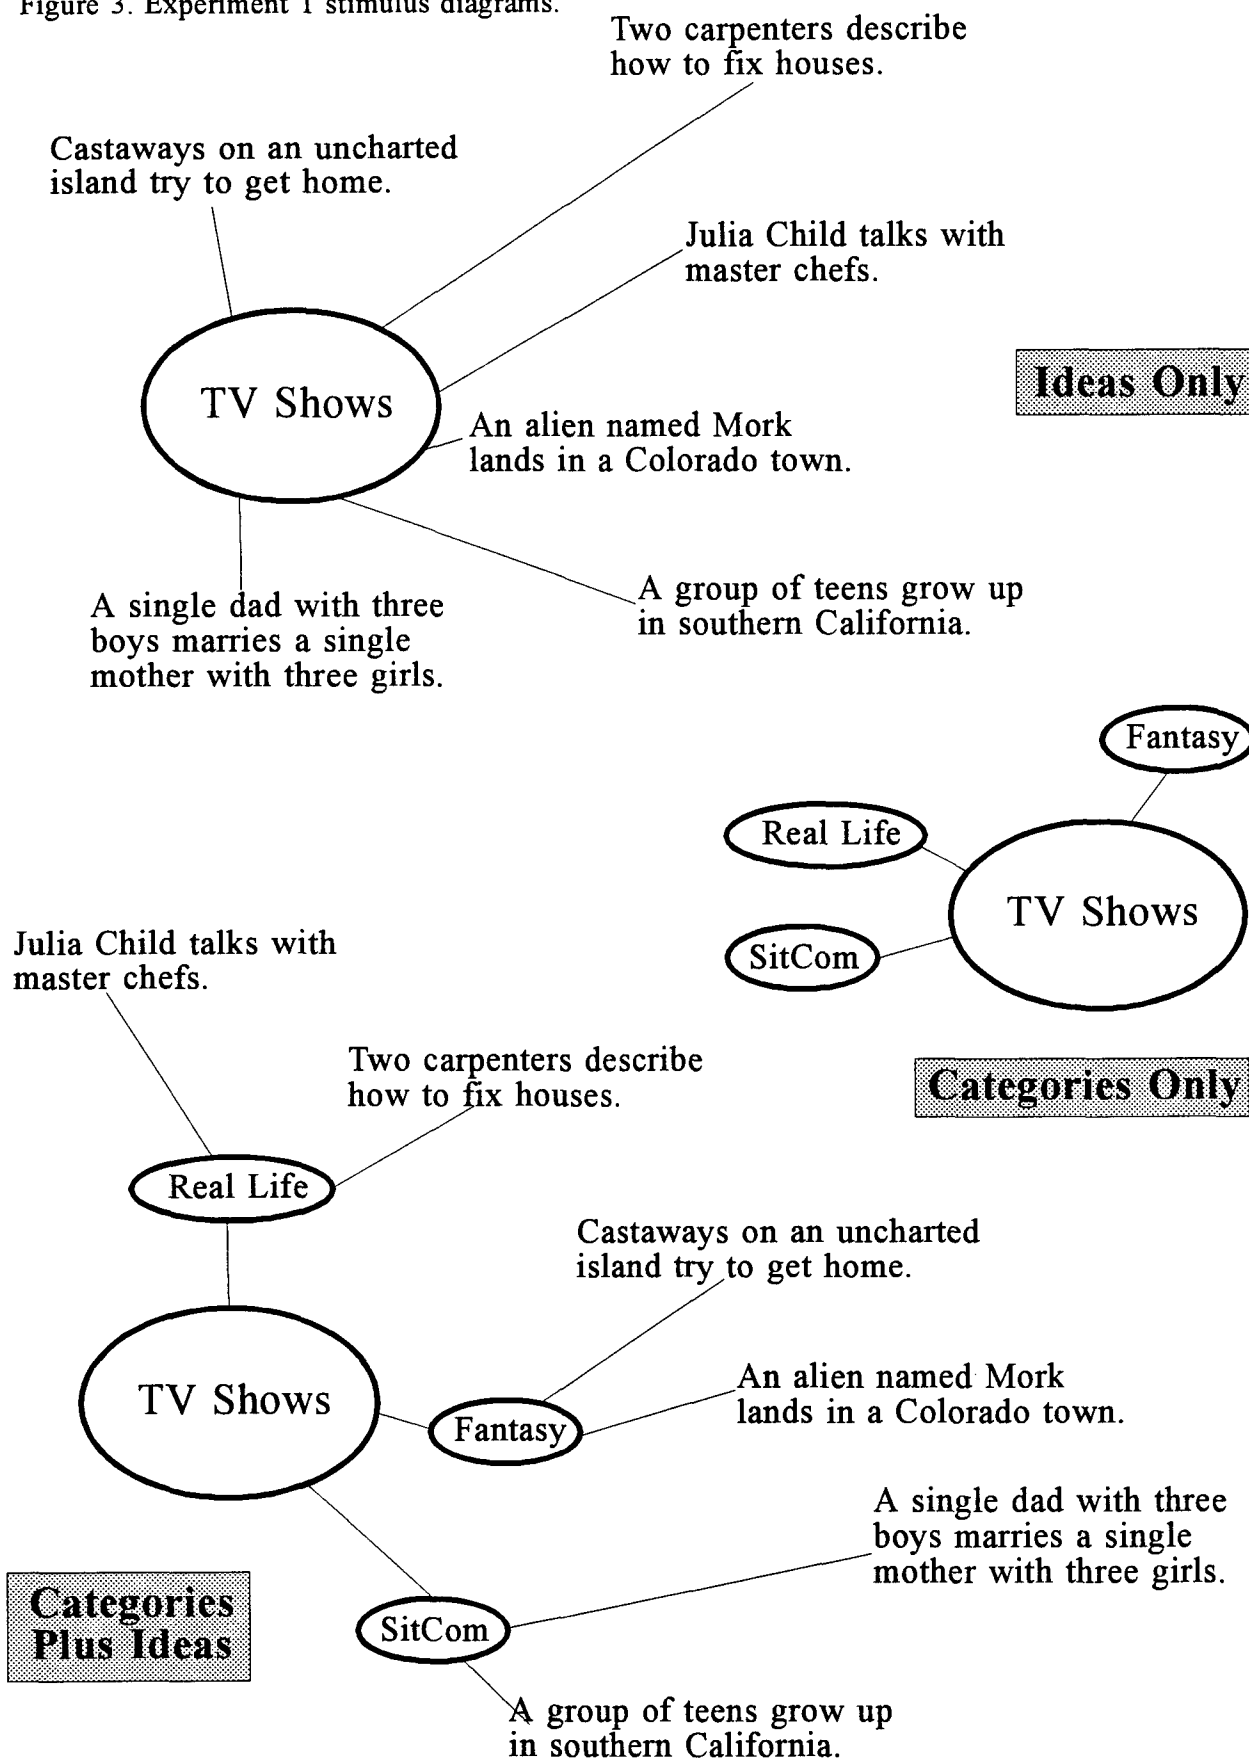 Figure 3. Experiment 1 stimulus diagrams.
Two carpenters describe
how to fix houses.
Castaways on an uncharted
island try to get home.
Julia Child talks with
master chefs.
Ideas Only
TV Shows
An alien named Mork
lands in a Colorado town.
A group of teens grow up
in southern California.
A single dad with three
boys marries a single
mother with three girls.
Fantasy
Real Life
TV Shows
SitCom
Categories Only
Julia Child talks with
master chefs.
Two carpenters describe
how to fix houses.
Real Life
Castaways on an uncharted
island try to get home.
TV Shows
An alien named Mork
lands in a Colorado town.
Fantasy
A single dad with three
boys marries a single
mother with three girls.
Categories
Plus Ideas
SitCom
A group of teens grow up
in southern California.